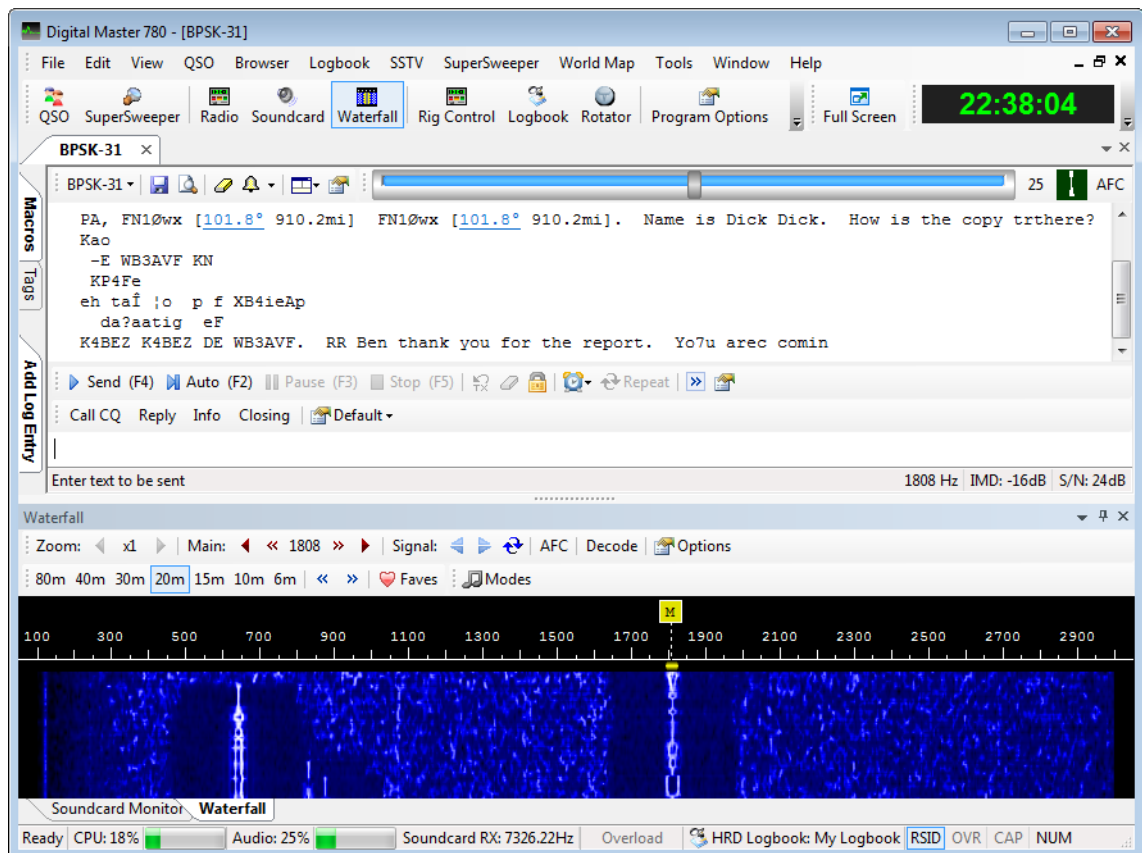 Digital Master 780 - [BPSK-31]
File Edit View QSO Browser Logbook SSTV SuperSweeper World Map Tools Window Help
QSO SuperSweeper Radio Soundcard Waterfall Rig Control Logbook Rotator Program Options Full Screen 22:38:04
BPSK-31
BPSK-31 25 AFC
Macros
Tags
Add Log Entry
PA, FN1Øwx [101.8° 910.2mi] FN1Øwx [101.8° 910.2mi]. Name is Dick Dick. How is the copy trthere?
Kao
-E WB3AVF KN
KP4Fe
eh taÎ ¦o p f XB4ieAp
da?aatig eF
K4BEZ K4BEZ DE WB3AVF. RR Ben thank you for the report. Yo7u arec comin
Send (F4) Auto (F2) Pause (F3) Stop (F5) Repeat
Call CQ Reply Info Closing Default
Enter text to be sent 1808 Hz IMD: -16dB S/N: 24dB
Waterfall
Zoom: x1 Main: 1808 Signal: AFC Decode Options
80m 40m 30m 20m 15m 10m 6m Faves Modes
M
100 300 500 700 900 1100 1300 1500 1700 1900 2100 2300 2500 2700 2900
Soundcard Monitor Waterfall
Ready CPU: 18% Audio: 25% Soundcard RX: 7326.22Hz Overload HRD Logbook: My Logbook RSID OVR CAP NUM